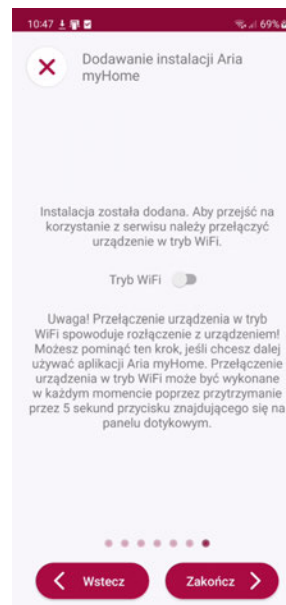 10:47 69%
Dodawanie instalacji Aria
myHome
Instalacja została dodana. Aby przejść na
korzystanie z serwisu należy przełączyć
urządzenie w tryb WiFi.
Tryb WiFi
Uwaga! Przełączenie urządzenia w tryb
WiFi spowoduje rozłączenie z urządzeniem!
Możesz pominąć ten krok, jeśli chcesz dalej
używać aplikacji Aria myHome. Przełączenie
urządzenia w tryb WiFi może być wykonane
w każdym momencie poprzez przytrzymanie
przez 5 sekund przycisku znajdującego się na
panelu dotykowym.
Wstecz Zakończ